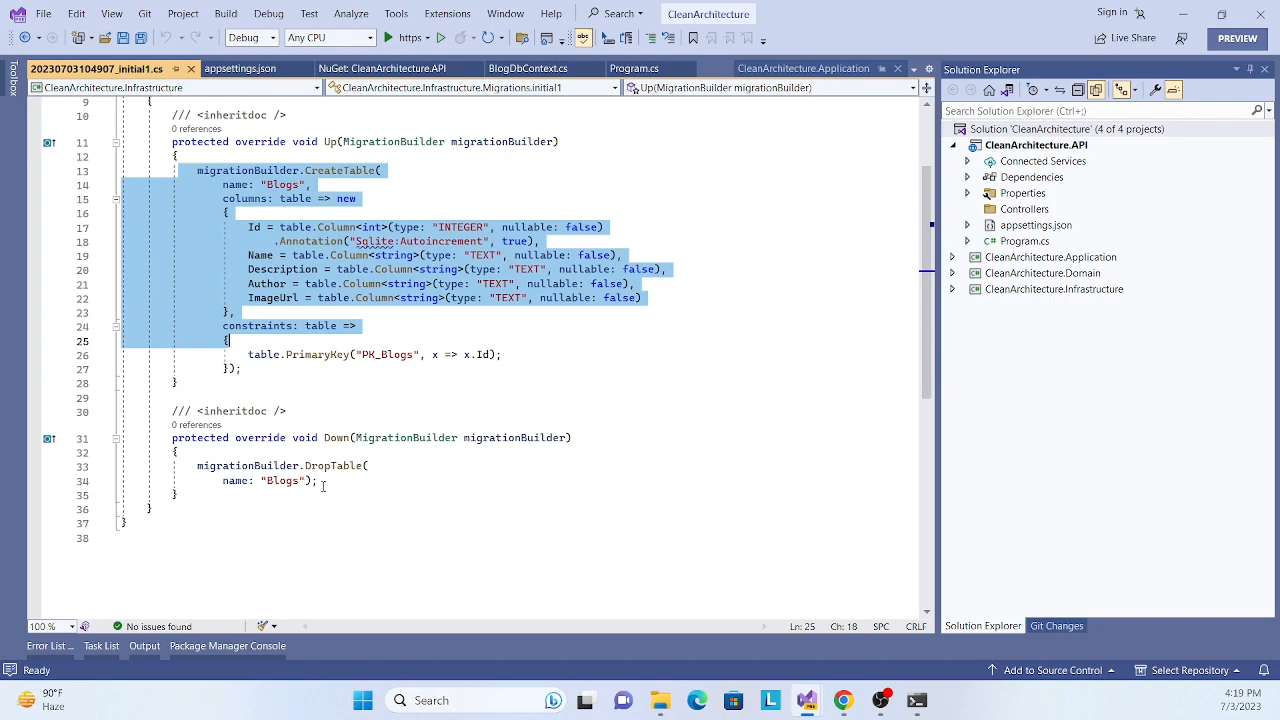 File Edit View Git Project Build Debug Test Analyze Tools Extensions Window Help Search CleanArchitecture Sign in
Debug Any CPU https Live Share PREVIEW
20230703104907_initial1.cs appsettings.json NuGet: CleanArchitecture.API BlogDbContext.cs Program.cs CleanArchitecture.Application
CleanArchitecture.Infrastructure CleanArchitecture.Infrastructure.Migrations.initial1 Up(MigrationBuilder migrationBuilder)
Toolbox
9 {
10 /// <inheritdoc />
0 references
11 protected override void Up(MigrationBuilder migrationBuilder)
12 {
13 migrationBuilder.CreateTable(
14 name: "Blogs",
15 columns: table => new
16 {
17 Id = table.Column<int>(type: "INTEGER", nullable: false)
18 .Annotation("Sqlite:Autoincrement", true),
19 Name = table.Column<string>(type: "TEXT", nullable: false),
20 Description = table.Column<string>(type: "TEXT", nullable: false),
21 Author = table.Column<string>(type: "TEXT", nullable: false),
22 ImageUrl = table.Column<string>(type: "TEXT", nullable: false)
23 },
24 constraints: table =>
25 {
26 table.PrimaryKey("PK_Blogs", x => x.Id);
27 });
28 }
29
30 /// <inheritdoc />
0 references
31 protected override void Down(MigrationBuilder migrationBuilder)
32 {
33 migrationBuilder.DropTable(
34 name: "Blogs");
35 }
36 }
37 }
38
100 % No issues found Ln: 25 Ch: 18 SPC CRLF
Error List ... Task List Output Package Manager Console
Solution Explorer
Search Solution Explorer (Ctrl+;)
Solution 'CleanArchitecture' (4 of 4 projects)
CleanArchitecture.API
Connected Services
Dependencies
Properties
Controllers
appsettings.json
C# Program.cs
CleanArchitecture.Application
CleanArchitecture.Domain
CleanArchitecture.Infrastructure
Solution Explorer Git Changes
Ready Add to Source Control Select Repository
90°F
Haze
Search
4:19 PM
7/3/2023